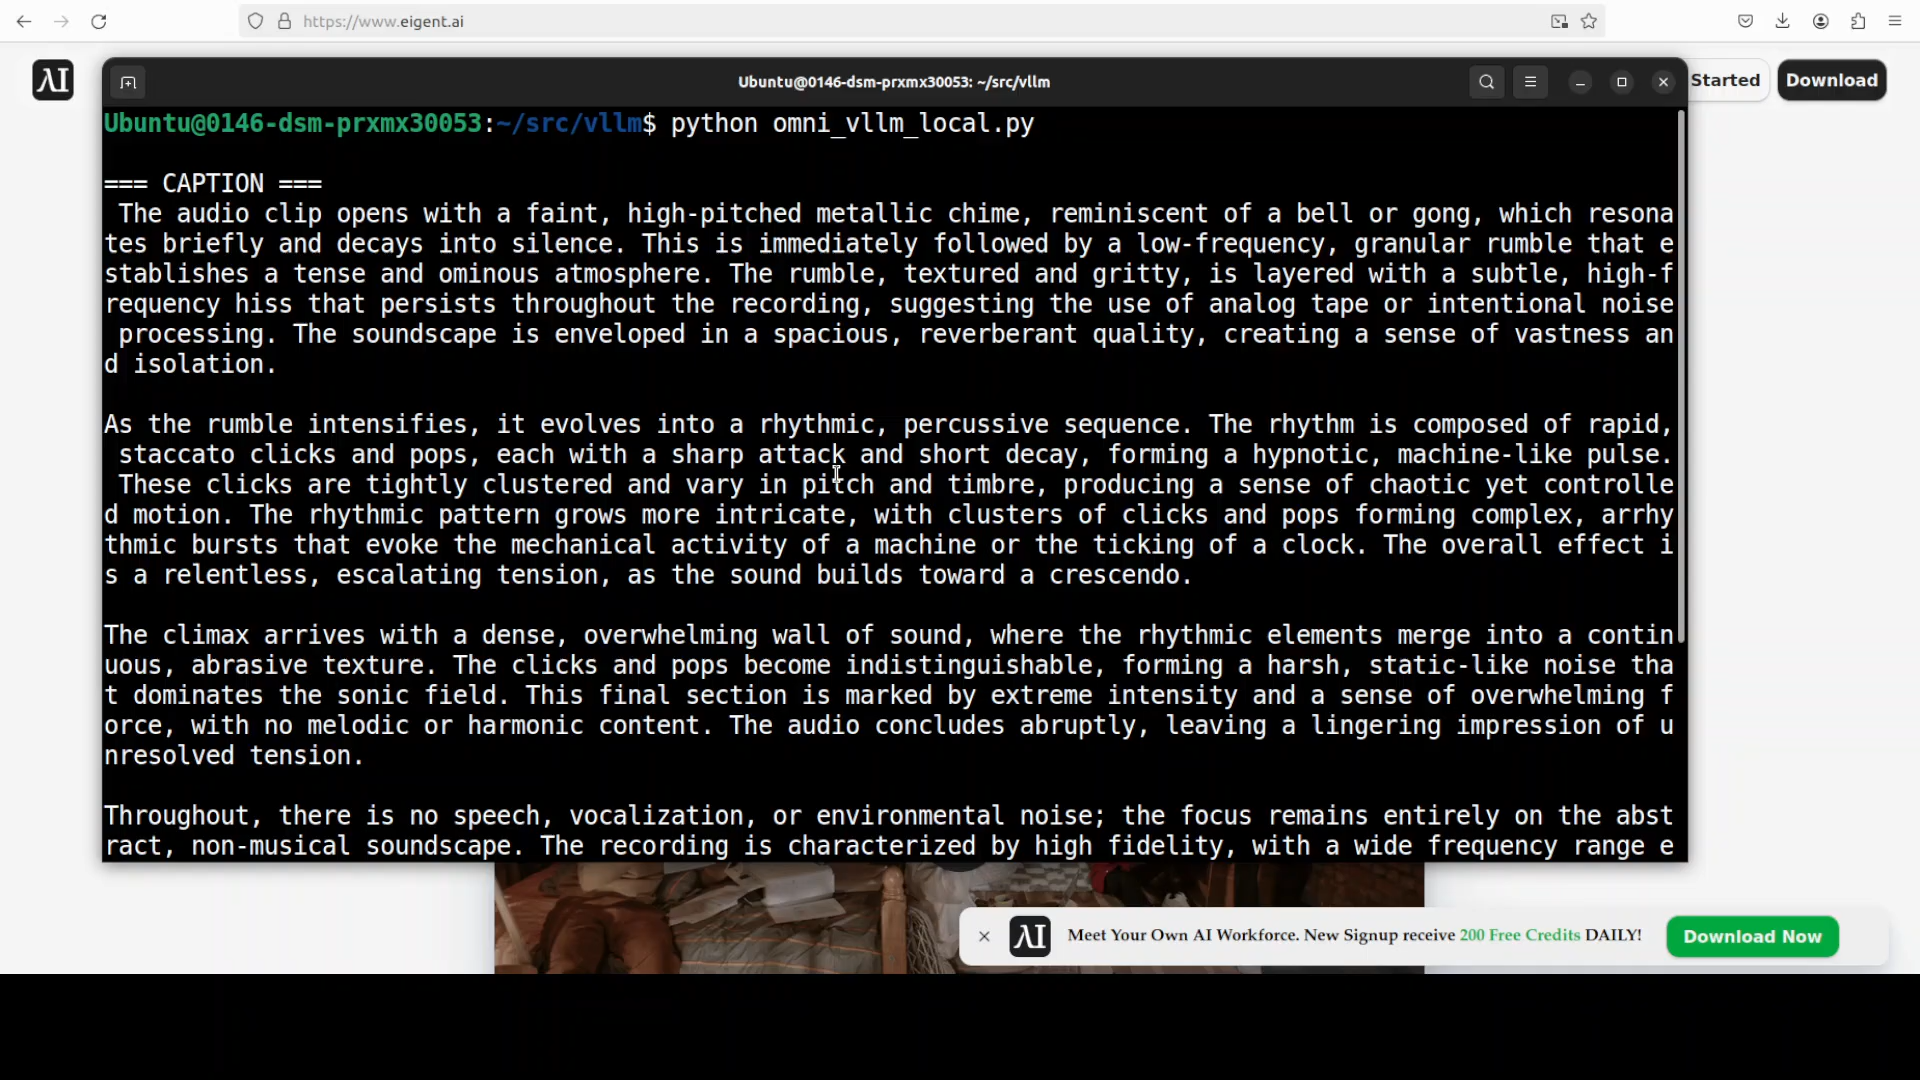 https://www.eigent.ai
AI
Ubuntu@0146-dsm-prxmx30053: ~/src/vllm
Started
Download
Ubuntu@0146-dsm-prxmx30053:~/src/vllm$ python omni_vllm_local.py
=== CAPTION ===
The audio clip opens with a faint, high-pitched metallic chime, reminiscent of a bell or gong, which resona
tes briefly and decays into silence. This is immediately followed by a low-frequency, granular rumble that e
stablishes a tense and ominous atmosphere. The rumble, textured and gritty, is layered with a subtle, high-f
requency hiss that persists throughout the recording, suggesting the use of analog tape or intentional noise
processing. The soundscape is enveloped in a spacious, reverberant quality, creating a sense of vastness an
d isolation.
As the rumble intensifies, it evolves into a rhythmic, percussive sequence. The rhythm is composed of rapid,
staccato clicks and pops, each with a sharp attack and short decay, forming a hypnotic, machine-like pulse.
These clicks are tightly clustered and vary in pitch and timbre, producing a sense of chaotic yet controlle
d motion. The rhythmic pattern grows more intricate, with clusters of clicks and pops forming complex, arrhy
thmic bursts that evoke the mechanical activity of a machine or the ticking of a clock. The overall effect i
s a relentless, escalating tension, as the sound builds toward a crescendo.
The climax arrives with a dense, overwhelming wall of sound, where the rhythmic elements merge into a contin
uous, abrasive texture. The clicks and pops become indistinguishable, forming a harsh, static-like noise tha
t dominates the sonic field. This final section is marked by extreme intensity and a sense of overwhelming f
orce, with no melodic or harmonic content. The audio concludes abruptly, leaving a lingering impression of u
nresolved tension.
Throughout, there is no speech, vocalization, or environmental noise; the focus remains entirely on the abst
ract, non-musical soundscape. The recording is characterized by high fidelity, with a wide frequency range e
AI
Meet Your Own AI Workforce. New Signup receive 200 Free Credits DAILY!
Download Now